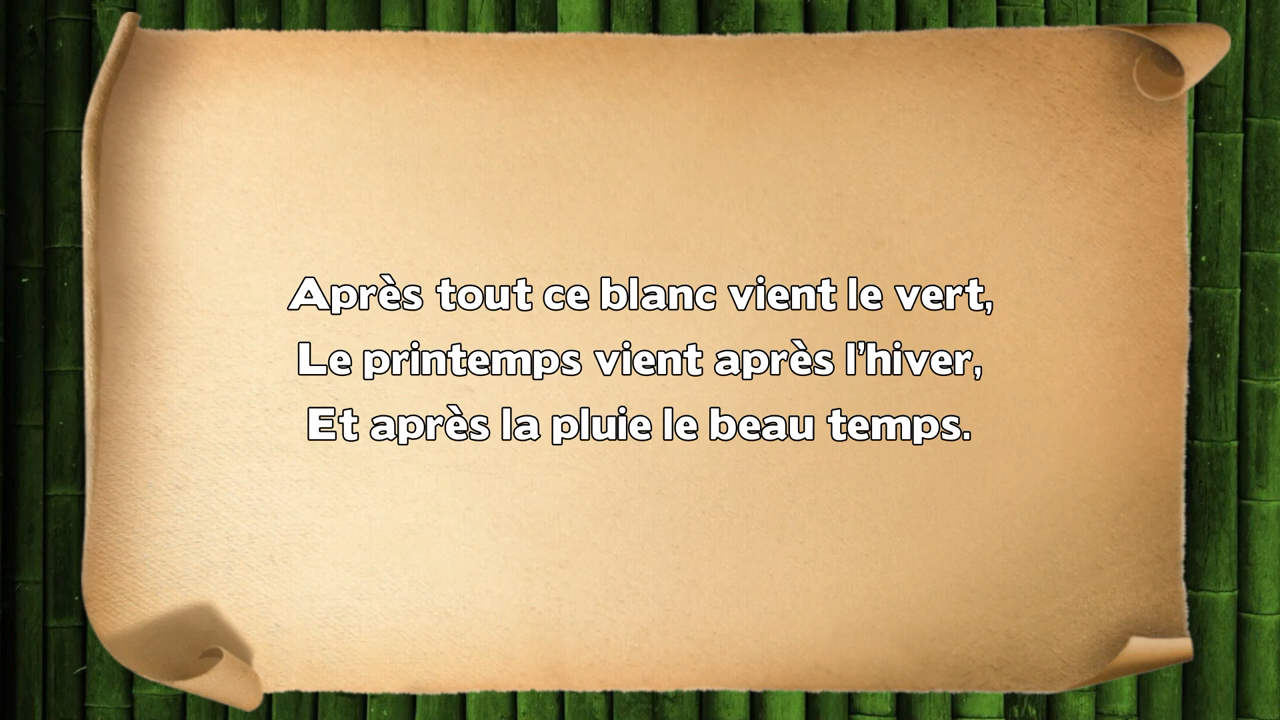 Après tout ce blanc vient le vert,
Le printemps vient après l’hiver,
Et après la pluie le beau temps.